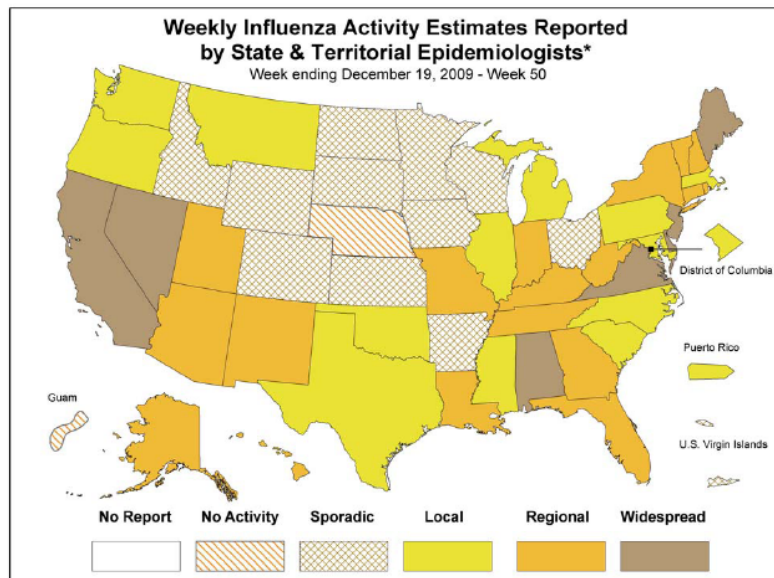 Weekly Influenza Activity Estimates Reported
by State & Territorial Epidemiologists*
Week ending December 19, 2009 - Week 50
District of Columbia
Puerto Rico
Guam
U.S. Virgin Islands
No Report No Activity Sporadic Local Regional Widespread